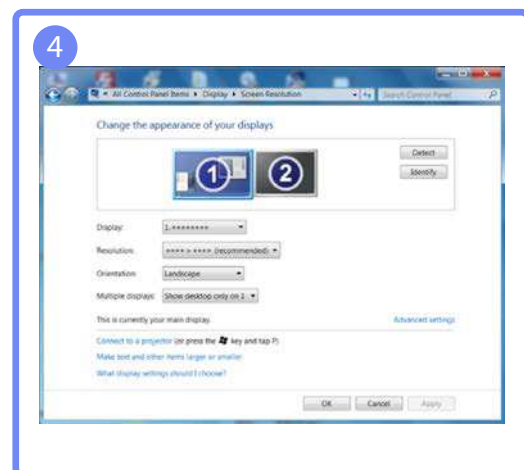 4
« All Control Panel Items ▸ Display ▸ Screen Resolution
Search Control Panel
Change the appearance of your displays
1 2
Detect
Identify
Display: 1.********
Resolution: **** × **** (recommended)
Orientation: Landscape
Multiple displays: Show desktop only on 1
This is currently your main display.
Advanced settings
Connect to a projector (or press the key and tap P)
Make text and other items larger or smaller
What display settings should I choose?
OK Cancel Apply